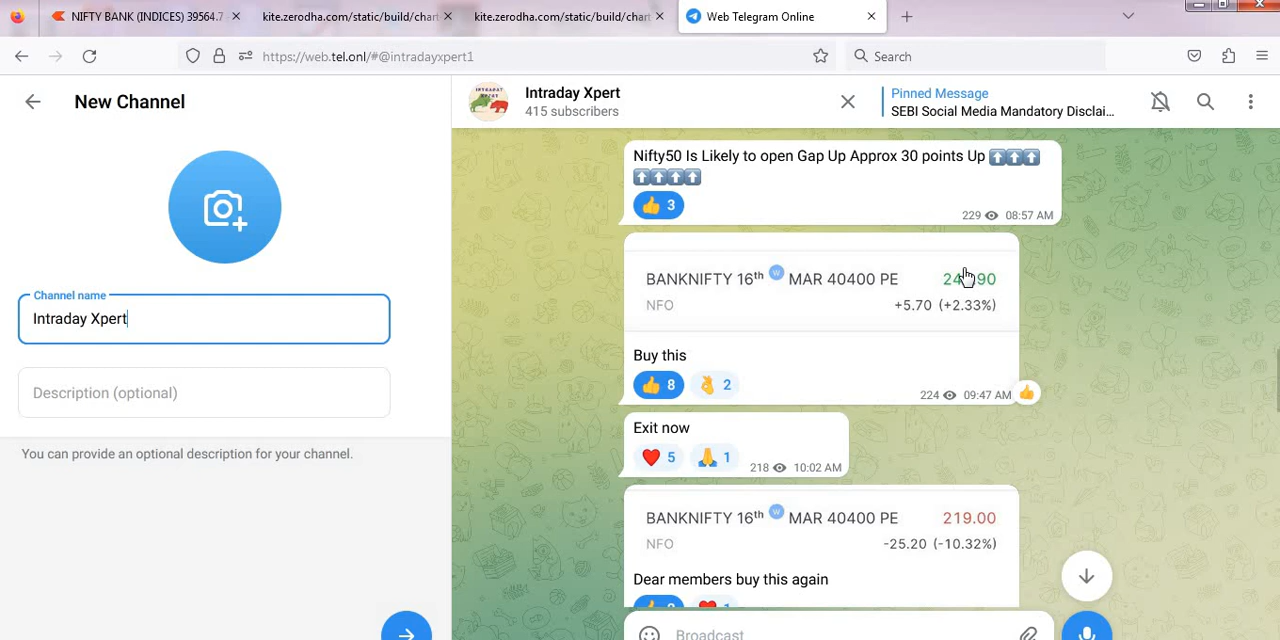 NIFTY BANK (INDICES) 39564.7
kite.zerodha.com/static/build/chart
kite.zerodha.com/static/build/chart
Web Telegram Online
https://web.tel.onl/#@intradayxpert1
Search
New Channel
Intraday Xpert
415 subscribers
Pinned Message
SEBI Social Media Mandatory Disclai...
Channel name
Intraday Xpert
Description (optional)
You can provide an optional description for your channel.
Nifty50 Is Likely to open Gap Up Approx 30 points Up ⬆️⬆️⬆️
⬆️⬆️⬆️⬆️
👍 3
229 08:57 AM
BANKNIFTY 16th W MAR 40400 PE
NFO +5.70 (+2.33%)
Buy this
👍 8 👌 2
224 09:47 AM 👍
Exit now
❤️ 5 🙏 1
218 10:02 AM
BANKNIFTY 16th W MAR 40400 PE 219.00
NFO -25.20 (-10.32%)
Dear members buy this again
Broadcast